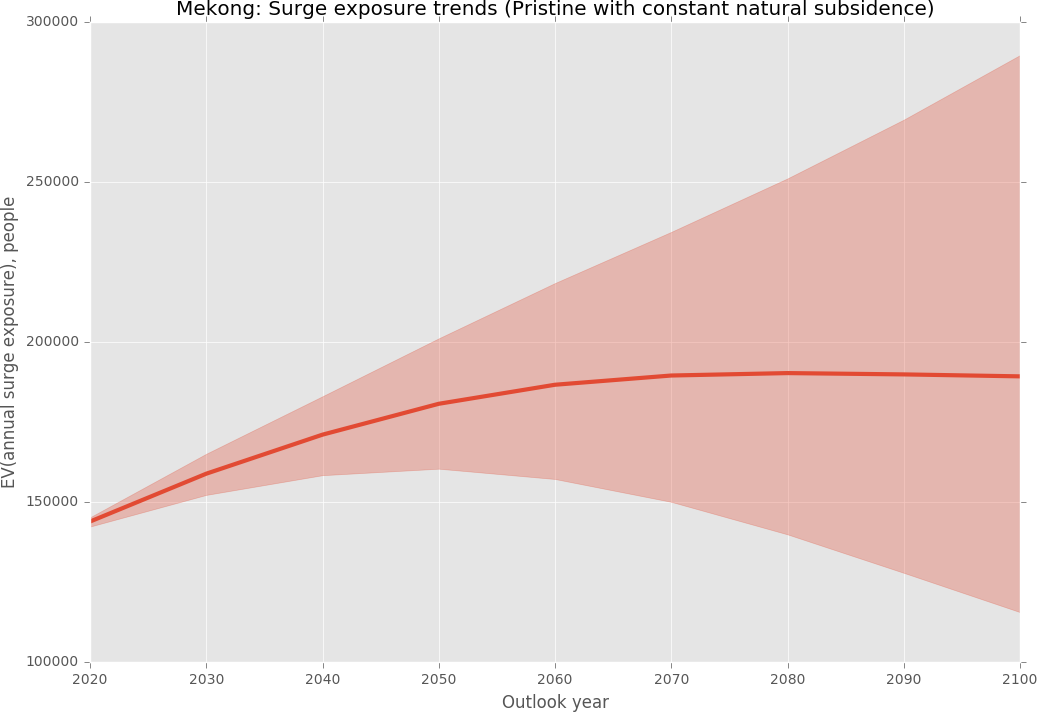 Mekong: Surge exposure trends (Pristine with constant natural subsidence)
300000
250000
200000
150000
100000
EV(annual surge exposure), people
2020 2030 2040 2050 2060 2070 2080 2090 2100
Outlook year